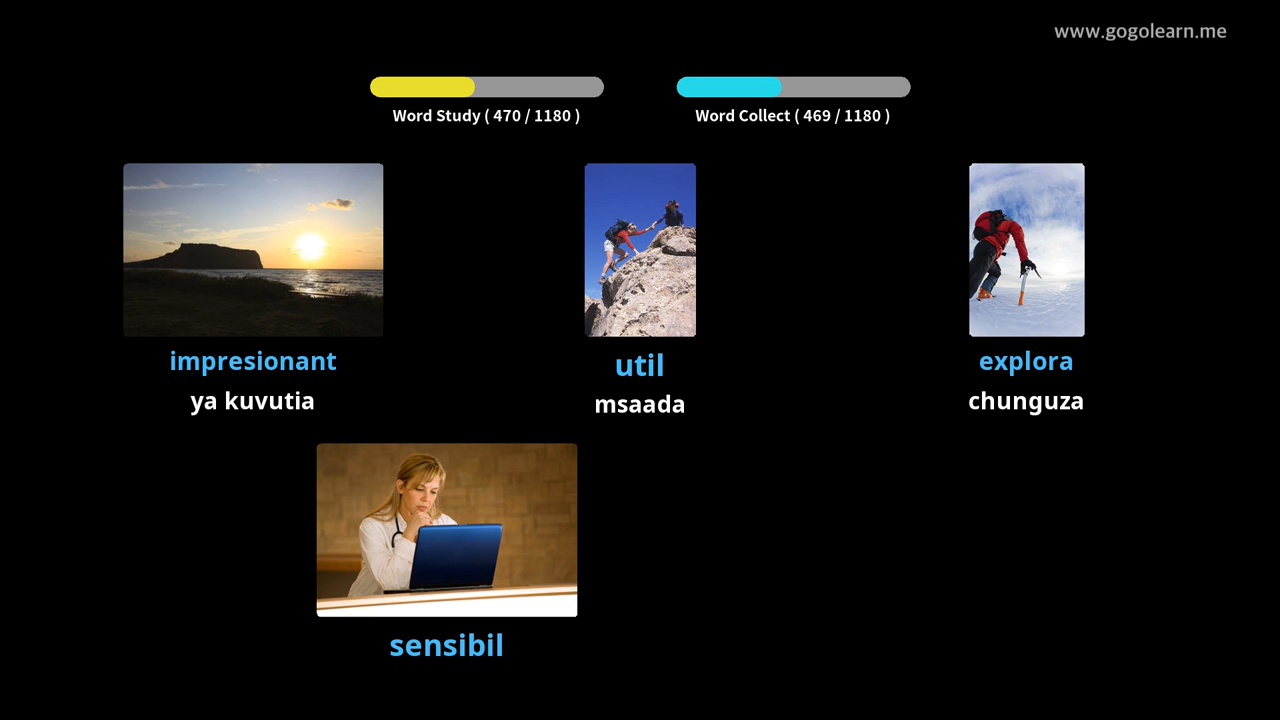 www.gogolearn.me
Word Study ( 470 / 1180 )
Word Collect ( 469 / 1180 )
impresionant
ya kuvutia
util
msaada
explora
chunguza
sensibil